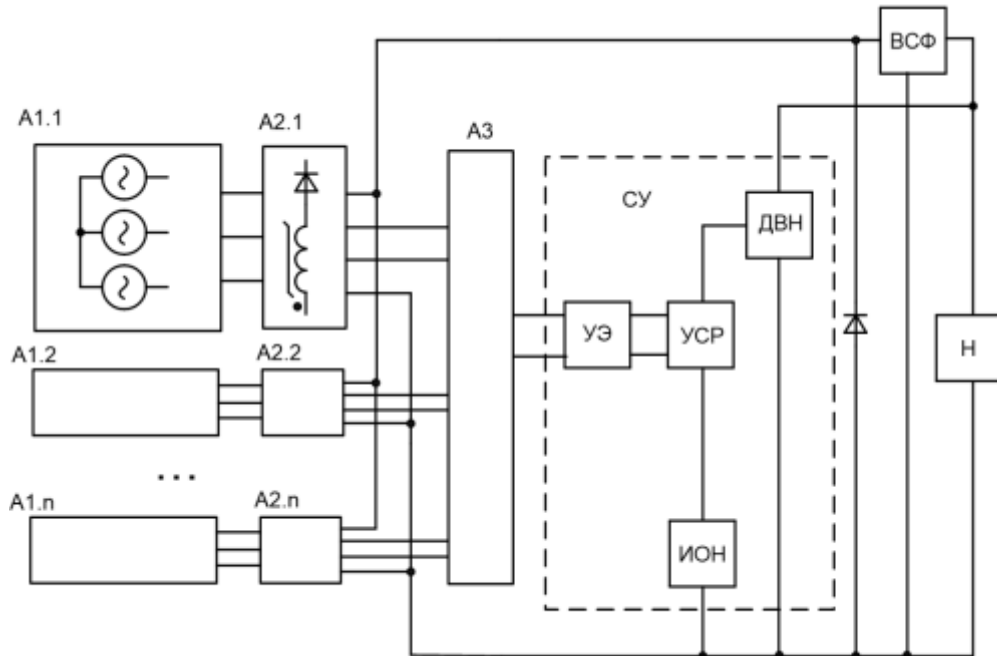 ВСФ
А1.1
А2.1
А3
СУ
ДВН
УЭ
УСР
Н
А1.2
А2.2
...
А1.n
А2.n
ИОН